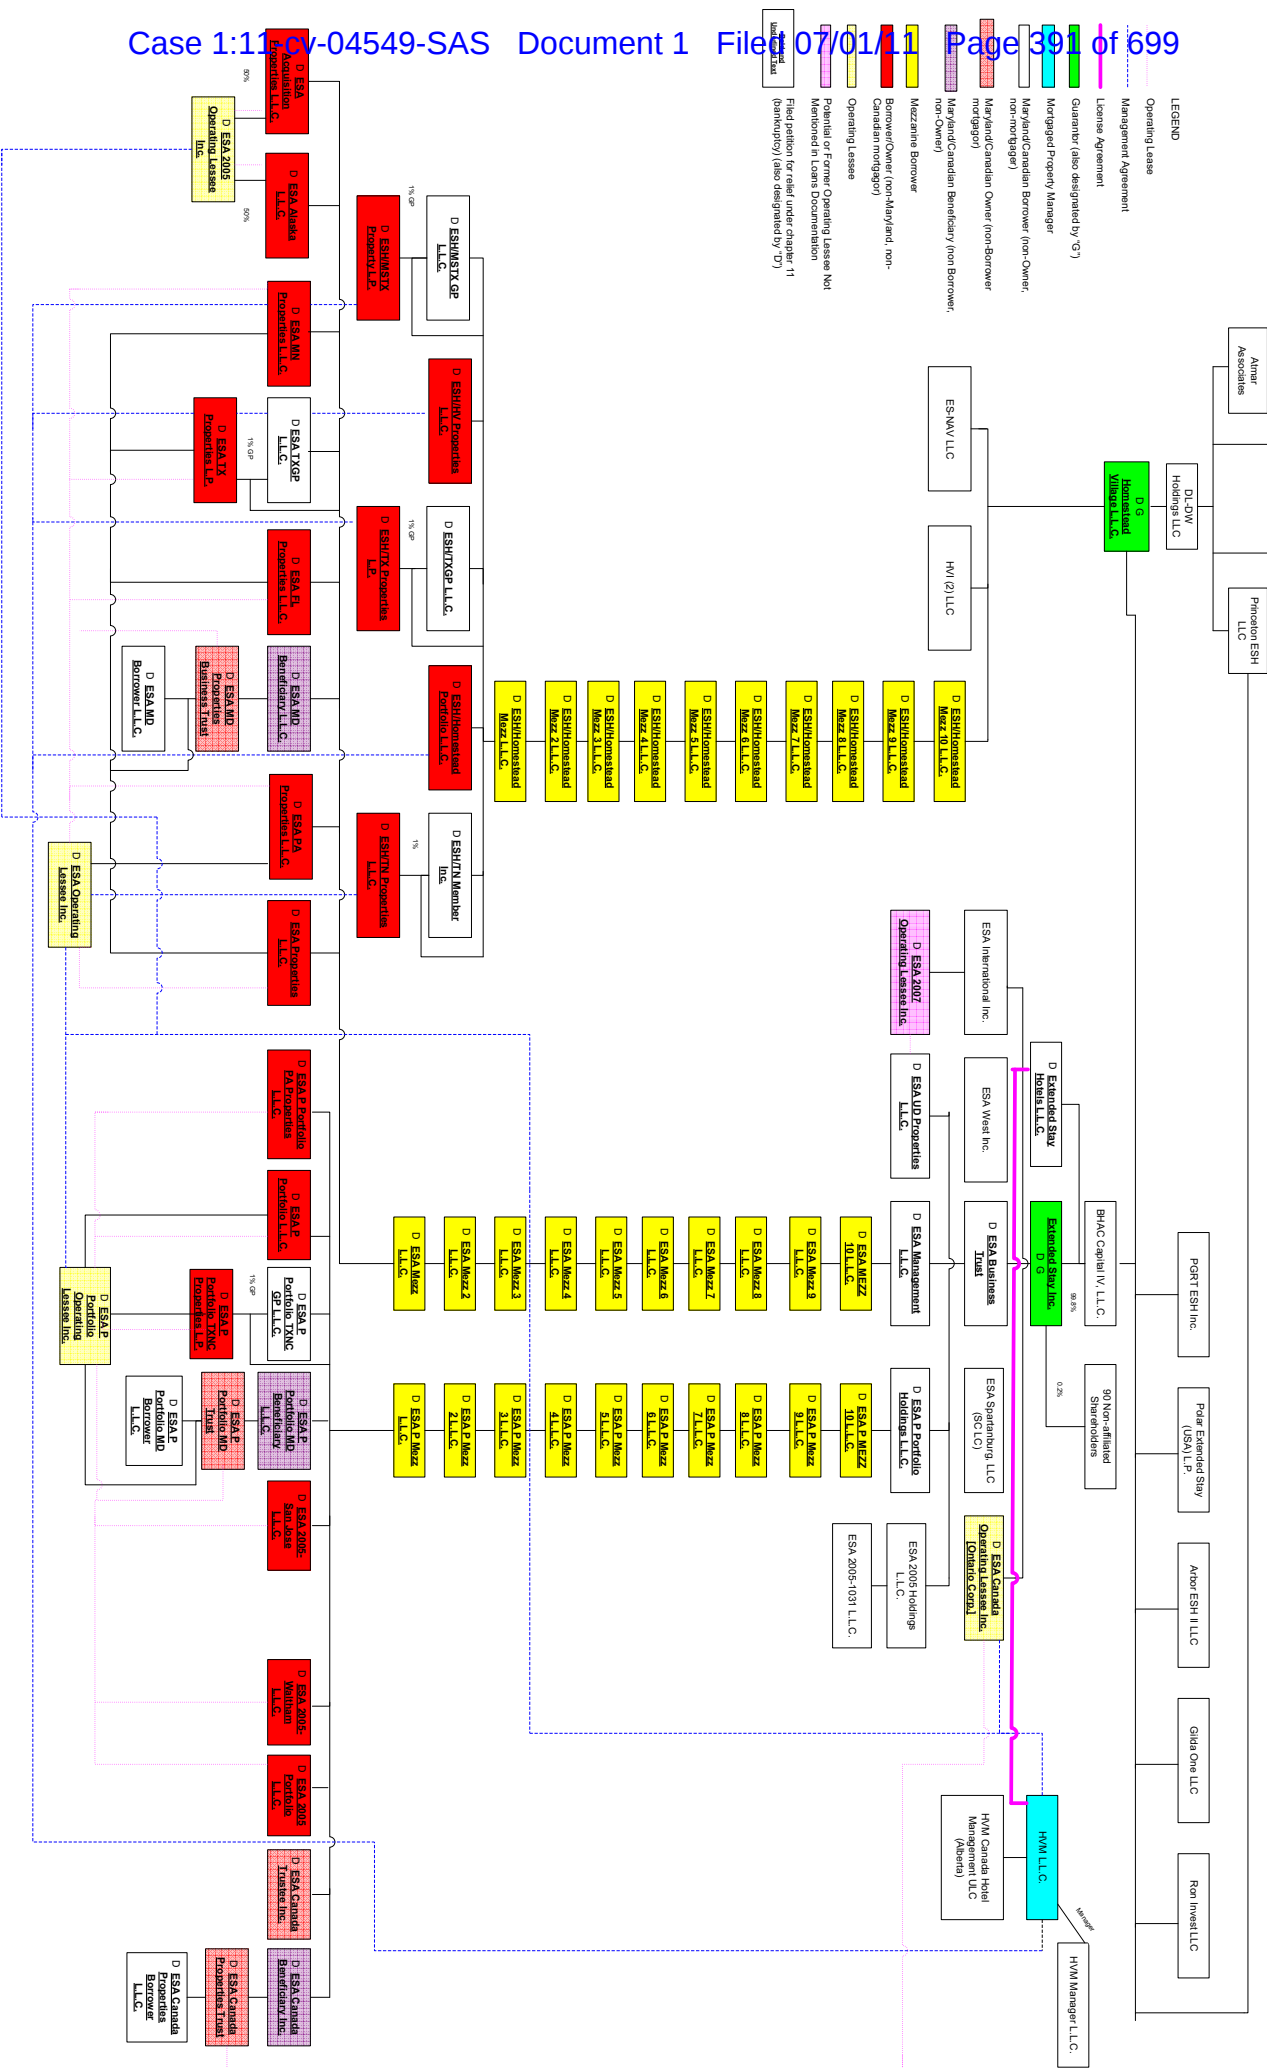 Case 1:11-cv-04549-SAS Document 1 Filed 07/01/11 Page 391 of 699
LEGEND
Operating Lease
Management Agreement
License Agreement
Guarantor (also designated by "G")
Mortgaged Property Manager
Maryland/Canadian Borrower (non-Owner,
non-mortgager)
Maryland/Canadian Owner (non-Borrower
mortgagor)
Maryland/Canadian Beneficiary (non Borrower,
non-Owner)
Mezzanine Borrower
Borrower/Owner (non-Maryland, non-
Canadian mortgagor)
Operating Lessee
Potential or Former Operating Lessee Not
Mentioned in Loans Documentation
Underlined Text
Filed petition for relief under chapter 11
(bankruptcy) (also designated by "D")
Atmar
Associates
Princeton ESH
LLC
DL-DW
Holdings LLC
D G
Homestead
Village L.L.C.
ES-NAV LLC
HVI (2) LLC
PGRT ESH Inc.
Polar Extended Stay
(USA) L.P.
Arbor ESH II LLC
Gilda One LLC
Ron Invest LLC
BHAC Capital IV, L.L.C.
90 Non-affiliated
Shareholders
99.8%
0.2%
D Extended Stay
Hotels L.L.C.
Extended Stay Inc.
D G
HVM L.L.C.
Manager
HVM Manager L.L.C.
HVM Canada Hotel
Management ULC
(Alberta)
ESA International Inc.
ESA West Inc.
D ESA Business
Trust
ESA Spartanburg, LLC
(SC LC)
D ESA Canada
Operating Lessee Inc.
[Ontario Corp.]
D ESA 2007
Operating Lessee Inc.
D ESA UD Properties
L.L.C.
D ESA Management
L.L.C.
D ESA P Portfolio
Holdings L.L.C.
ESA 2005 Holdings
L.L.C.
ESA 2005-1031 L.L.C.
D ESH/Homestead
Mezz 10 L.L.C.
D ESH/Homestead
Mezz 9 L.L.C.
D ESH/Homestead
Mezz 8 L.L.C.
D ESH/Homestead
Mezz 7 L.L.C.
D ESH/Homestead
Mezz 6 L.L.C.
D ESH/Homestead
Mezz 5 L.L.C.
D ESH/Homestead
Mezz 4 L.L.C.
D ESH/Homestead
Mezz 3 L.L.C.
D ESH/Homestead
Mezz 2 L.L.C.
D ESH/Homestead
Mezz L.L.C.
D ESA MEZZ
10 L.L.C.
D ESA Mezz 9
L.L.C.
D ESA Mezz 8
L.L.C.
D ESA Mezz 7
L.L.C.
D ESA Mezz 6
L.L.C.
D ESA Mezz 5
L.L.C.
D ESA Mezz 4
L.L.C.
D ESA Mezz 3
L.L.C.
D ESA Mezz 2
L.L.C.
D ESA Mezz
L.L.C.
D ESA P MEZZ
10 L.L.C.
D ESA P Mezz
9 L.L.C.
D ESA P Mezz
8 L.L.C.
D ESA P Mezz
7 L.L.C.
D ESA P Mezz
6 L.L.C.
D ESA P Mezz
5 L.L.C.
D ESA P Mezz
4 L.L.C.
D ESA P Mezz
3 L.L.C.
D ESA P Mezz
2 L.L.C.
D ESA P Mezz
L.L.C.
D ESH/MSTX GP
L.L.C.
1% GP
D ESH/MSTX
Property L.P.
D ESH/HV Properties
L.L.C.
D ESH/TXGP L.L.C.
1% GP
D ESH/TX Properties
L.P.
D ESH/Homestead
Portfolio L.L.C.
D ESH/TN Member
Inc.
1%
D ESH/TN Properties
L.L.C.
D ESA
Acquisition
Properties L.L.C.
50%
D ESA 2005
Operating Lessee
Inc.
D ESA Alaska
L.L.C.
50%
D ESA MN
Properties L.L.C.
D ESA TXGP
L.L.C.
1% GP
D ESA TX
Properties L.P.
D ESA FL
Properties L.L.C.
D ESA MD
Beneficiary L.L.C.
D ESA MD
Properties
Business Trust
D ESA MD
Borrower L.L.C.
D ESA PA
Properties L.L.C.
D ESA Operating
Lessee Inc.
D ESA Properties
L.L.C.
D ESA P Portfolio
PA Properties
L.L.C.
D ESA P
Portfolio L.L.C.
D ESA P
Portfolio TXNC
GP L.L.C.
1% GP
D ESA P
Portfolio TXNC
Properties L.P.
D ESA P
Portfolio
Operating
Lessee Inc.
D ESA P
Portfolio MD
Beneficiary
L.L.C.
D ESA P
Portfolio MD
Trust
D ESA P
Portfolio MD
Borrower
L.L.C.
D ESA 2005-
San Jose
L.L.C.
D ESA 2005-
Waltham
L.L.C.
D ESA 2005
Portfolio
L.L.C.
D ESA Canada
Trustee Inc.
D ESA Canada
Beneficiary Inc.
D ESA Canada
Properties Trust
D ESA Canada
Properties
Borrower
L.L.C.